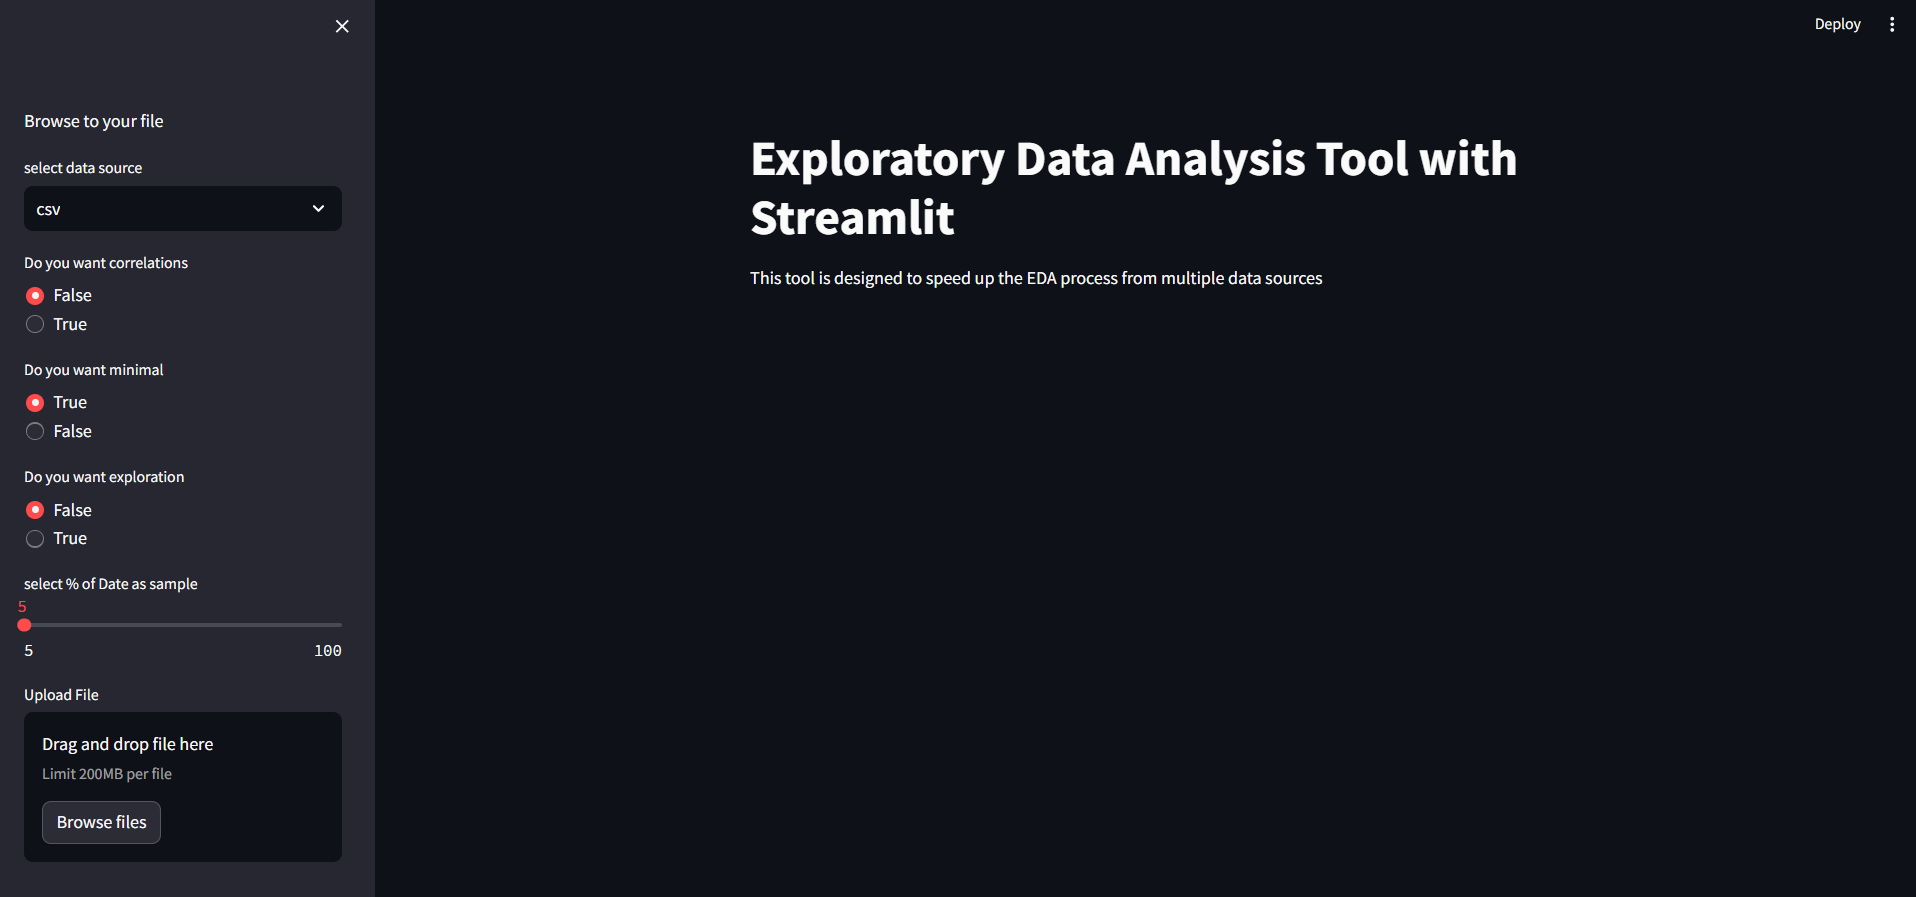 Deploy
Browse to your file
select data source
csv
Do you want correlations
False
True
Do you want minimal
True
False
Do you want exploration
False
True
select % of Date as sample
5
5 100
Upload File
Drag and drop file here
Limit 200MB per file
Browse files
Exploratory Data Analysis Tool with
Streamlit
This tool is designed to speed up the EDA process from multiple data sources